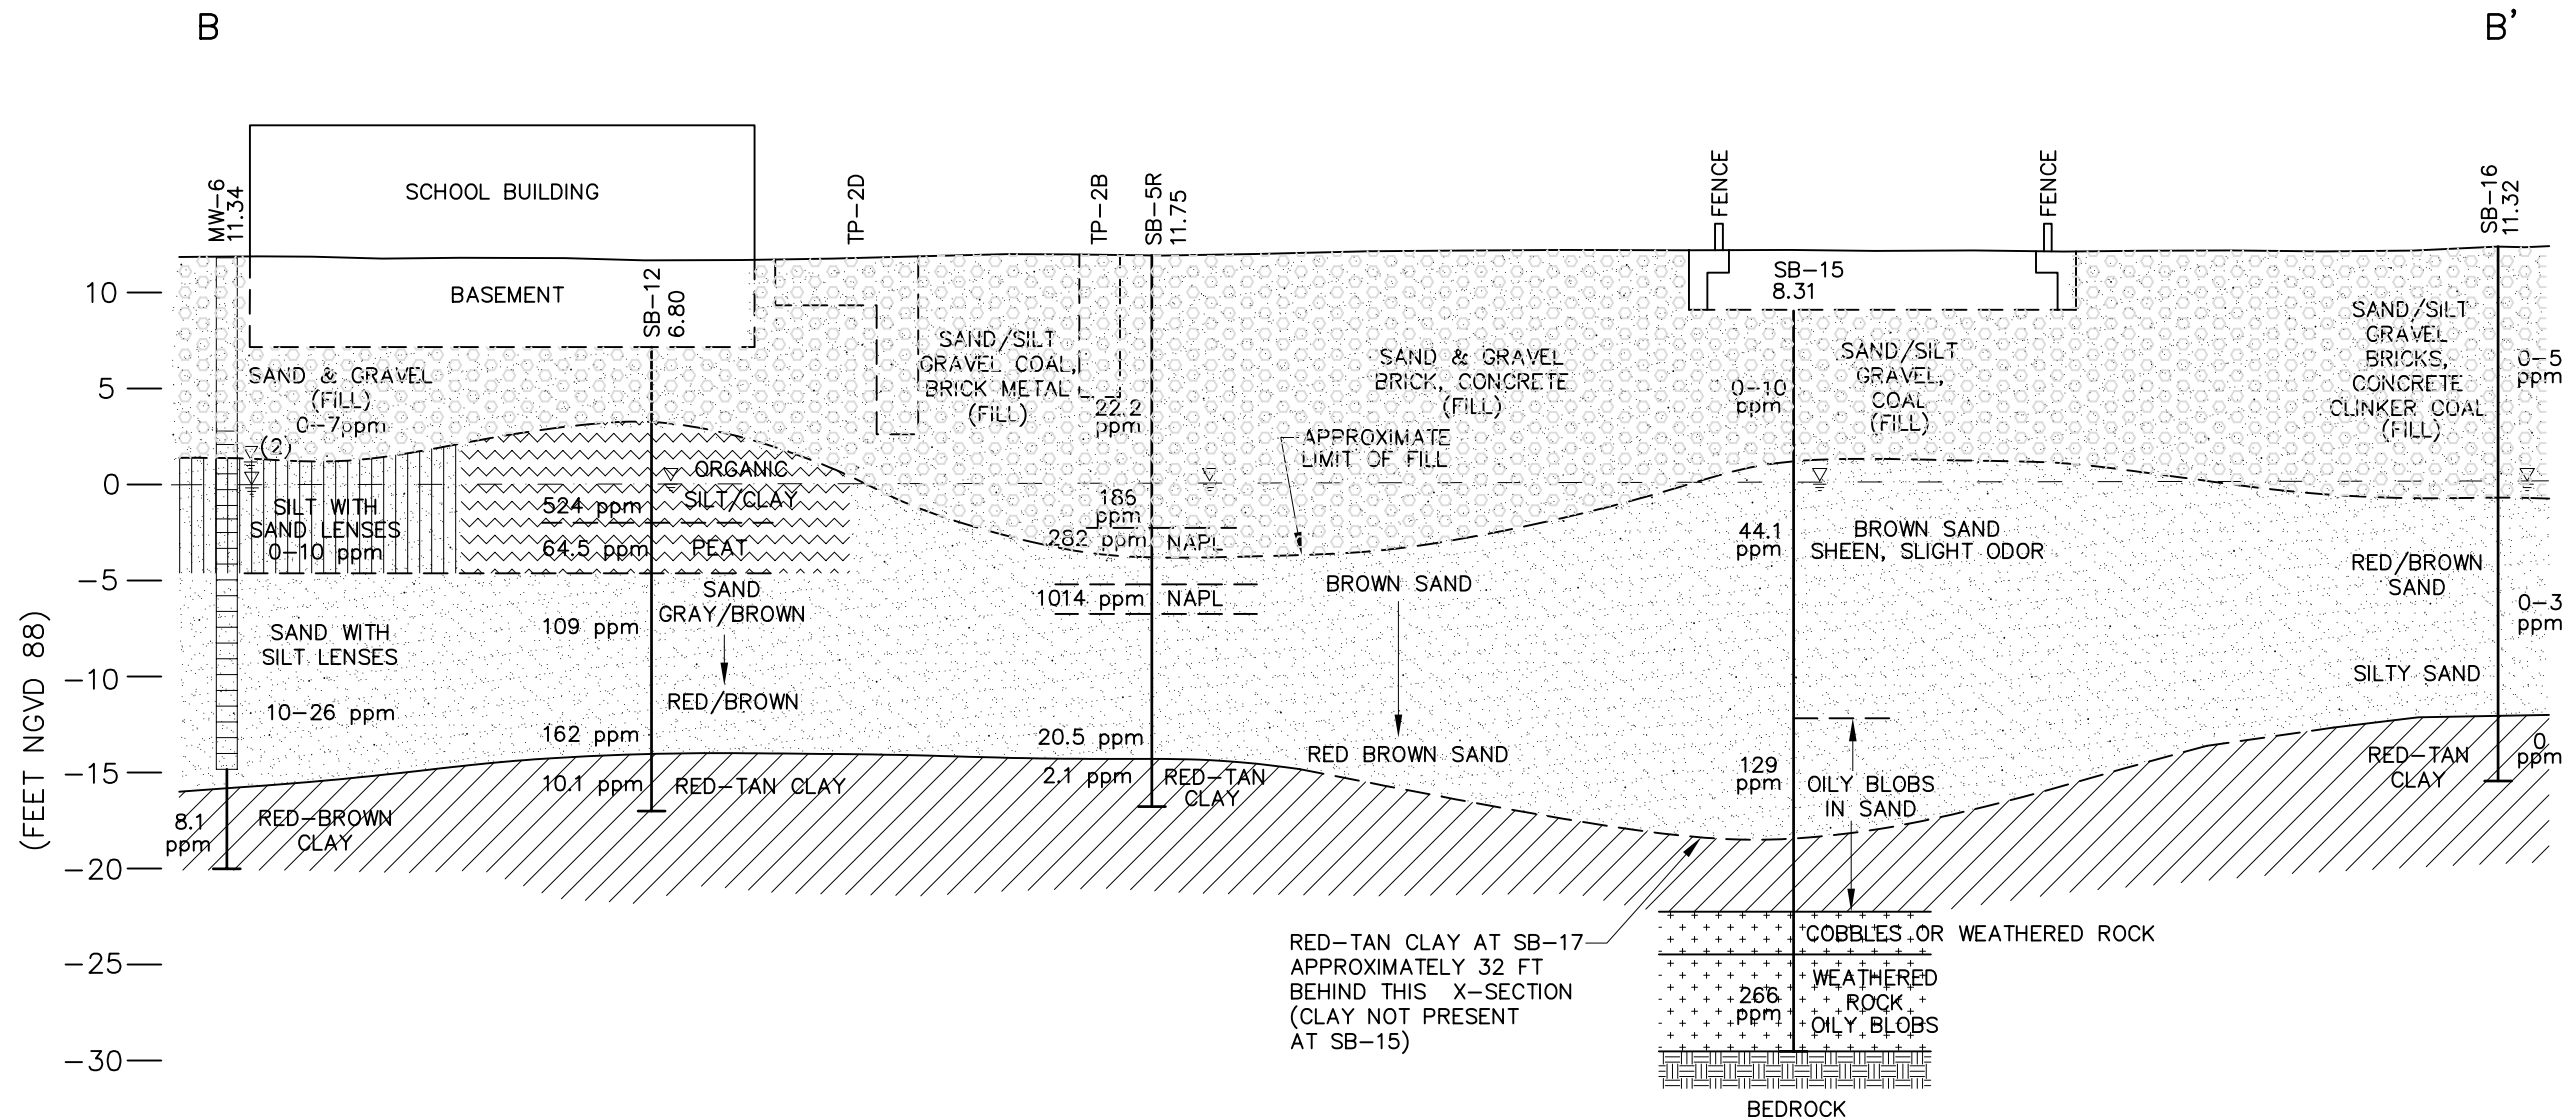 B
B'
MW-6
11.34
SCHOOL BUILDING
BASEMENT
SB-12
6.80
TP-2D
TP-2B
SB-5R
11.75
FENCE
FENCE
SB-15
8.31
SB-16
11.32
(FEET NGVD 88)
10
5
0
-5
-10
-15
-20
-25
-30
SAND & GRAVEL
(FILL)
0-7ppm
(2)
SILT WITH
SAND LENSES
0-10 ppm
SAND WITH
SILT LENSES
10-26 ppm
8.1
ppm
RED-BROWN
CLAY
ORGANIC
SILT/CLAY
524 ppm
64.5 ppm
PEAT
SAND
GRAY/BROWN
109 ppm
RED/BROWN
162 ppm
10.1 ppm
RED-TAN CLAY
SAND/SILT
GRAVEL COAL,
BRICK METAL
(FILL)
22.2
ppm
186
ppm
282 ppm
NAPL
1014 ppm
NAPL
20.5 ppm
2.1 ppm
RED-TAN
CLAY
SAND & GRAVEL
BRICK, CONCRETE
(FILL)
APPROXIMATE
LIMIT OF FILL
BROWN SAND
RED BROWN SAND
0-10
ppm
SAND/SILT
GRAVEL,
COAL
(FILL)
44.1
ppm
BROWN SAND
SHEEN, SLIGHT ODOR
129
ppm
OILY BLOBS
IN SAND
COBBLES OR WEATHERED ROCK
266
ppm
WEATHERED
ROCK
OILY BLOBS
BEDROCK
RED-TAN CLAY AT SB-17
APPROXIMATELY 32 FT
BEHIND THIS X-SECTION
(CLAY NOT PRESENT
AT SB-15)
SAND/SILT
GRAVEL
BRICKS,
CONCRETE
CLINKER COAL
(FILL)
0-5
ppm
RED/BROWN
SAND
0-3
ppm
SILTY SAND
RED-TAN
CLAY
0
ppm